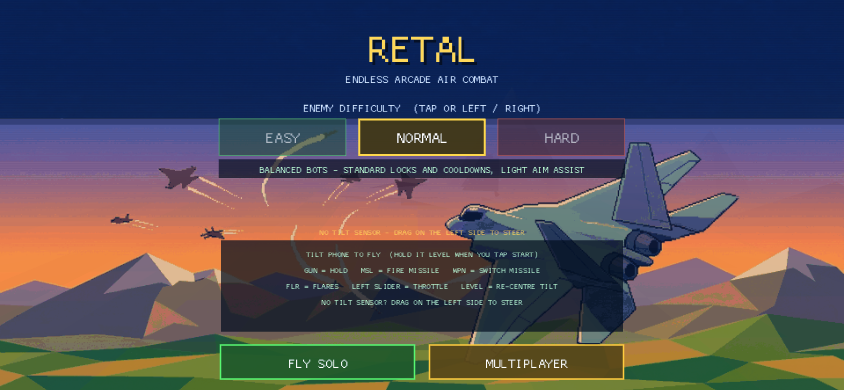 RETAL
ENDLESS ARCADE AIR COMBAT
ENEMY DIFFICULTY (TAP OR LEFT / RIGHT)
EASY NORMAL HARD
BALANCED BOTS - STANDARD LOCKS AND COOLDOWNS, LIGHT AIM ASSIST
NO TILT SENSOR - DRAG ON THE LEFT SIDE TO STEER
TILT PHONE TO FLY (HOLD IT LEVEL WHEN YOU TAP START)
GUN = HOLD MSL = FIRE MISSILE WPN = SWITCH MISSILE
FLR = FLARES LEFT SLIDER = THROTTLE LEVEL = RE-CENTRE TILT
NO TILT SENSOR? DRAG ON THE LEFT SIDE TO STEER
FLY SOLO MULTIPLAYER